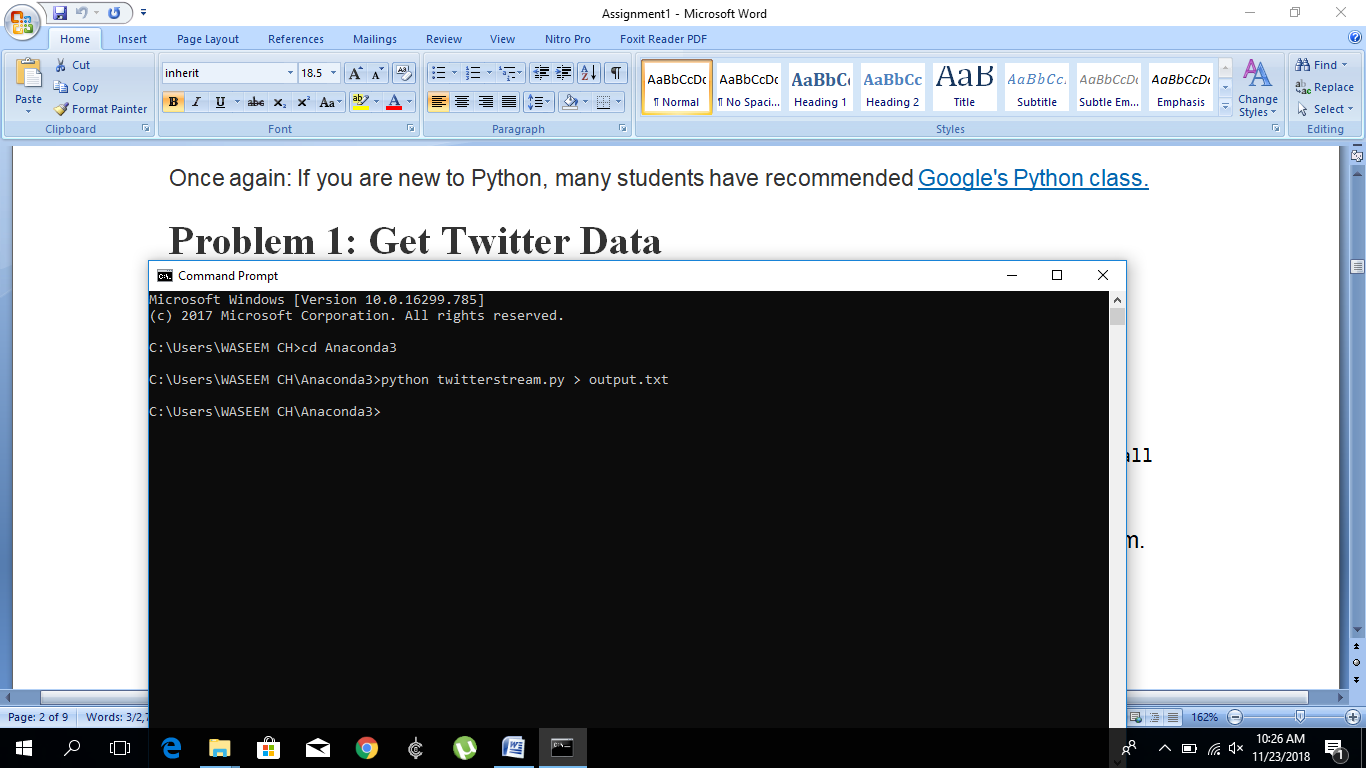 Assignment1 - Microsoft Word
Home Insert Page Layout References Mailings Review View Nitro Pro Foxit Reader PDF
Paste
Cut
Copy
Format Painter
Clipboard
inherit 18.5
B I U abc X₂ X² Aa A
Font
Paragraph
AaBbCcDc AaBbCcDc AaBbC AaBbCc AaB AaBbCc. AaBbCcDc AaBbCcDc
¶ Normal ¶ No Spaci... Heading 1 Heading 2 Title Subtitle Subtle Em... Emphasis
Change Styles
Styles
Find
Replace
Select
Editing
Once again: If you are new to Python, many students have recommended Google's Python class.
Problem 1: Get Twitter Data
Command Prompt
Microsoft Windows [Version 10.0.16299.785]
(c) 2017 Microsoft Corporation. All rights reserved.
C:\Users\WASEEM CH>cd Anaconda3
C:\Users\WASEEM CH\Anaconda3>python twitterstream.py > output.txt
C:\Users\WASEEM CH\Anaconda3>
m.
Page: 2 of 9 Words: 3/2,7
162%
10:26 AM
11/23/2018
1